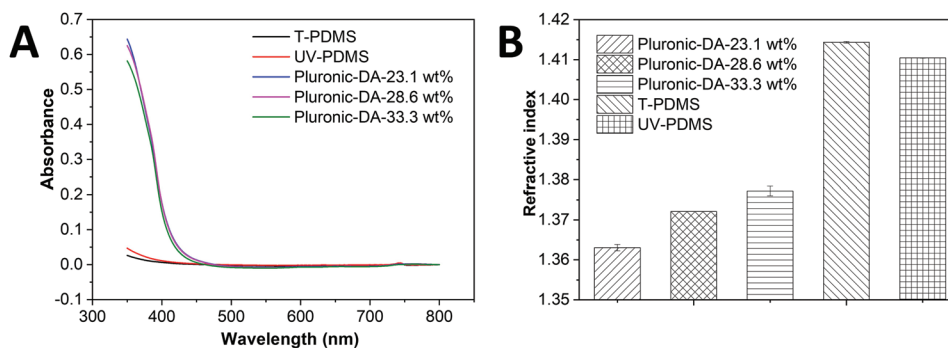 A
0.7
0.6
0.5
0.4
0.3
0.2
0.1
0.0
-0.1
Absorbance
300
400
500
600
700
800
Wavelength (nm)
T-PDMS
UV-PDMS
Pluronic-DA-23.1 wt%
Pluronic-DA-28.6 wt%
Pluronic-DA-33.3 wt%
B
1.42
1.41
1.40
1.39
1.38
1.37
1.36
1.35
Refractive index
Pluronic-DA-23.1 wt%
Pluronic-DA-28.6 wt%
Pluronic-DA-33.3 wt%
T-PDMS
UV-PDMS